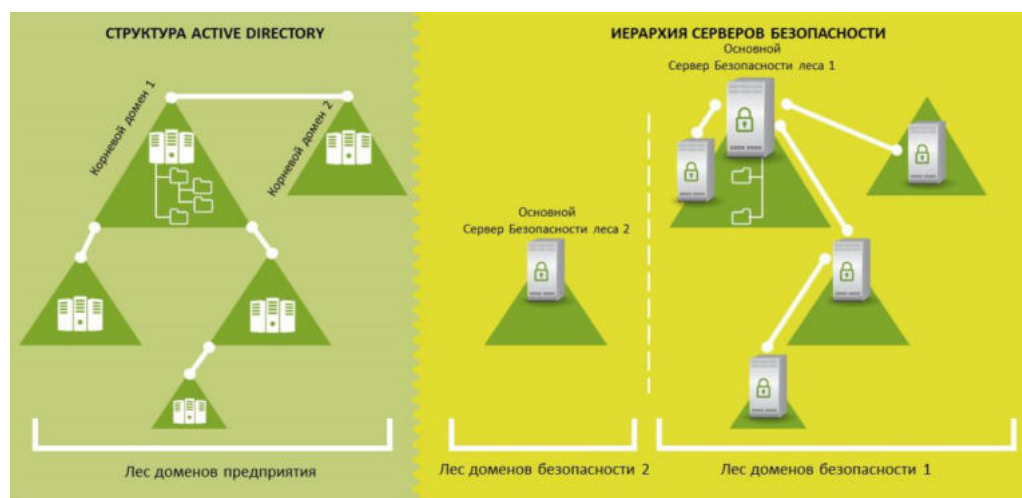 СТРУКТУРА ACTIVE DIRECTORY
Корневой домен 1
Корневой домен 2
Лес доменов предприятия
ИЕРАРХИЯ СЕРВЕРОВ БЕЗОПАСНОСТИ
Основной
Сервер Безопасности леса 1
Основной
Сервер Безопасности леса 2
Лес доменов безопасности 2
Лес доменов безопасности 1